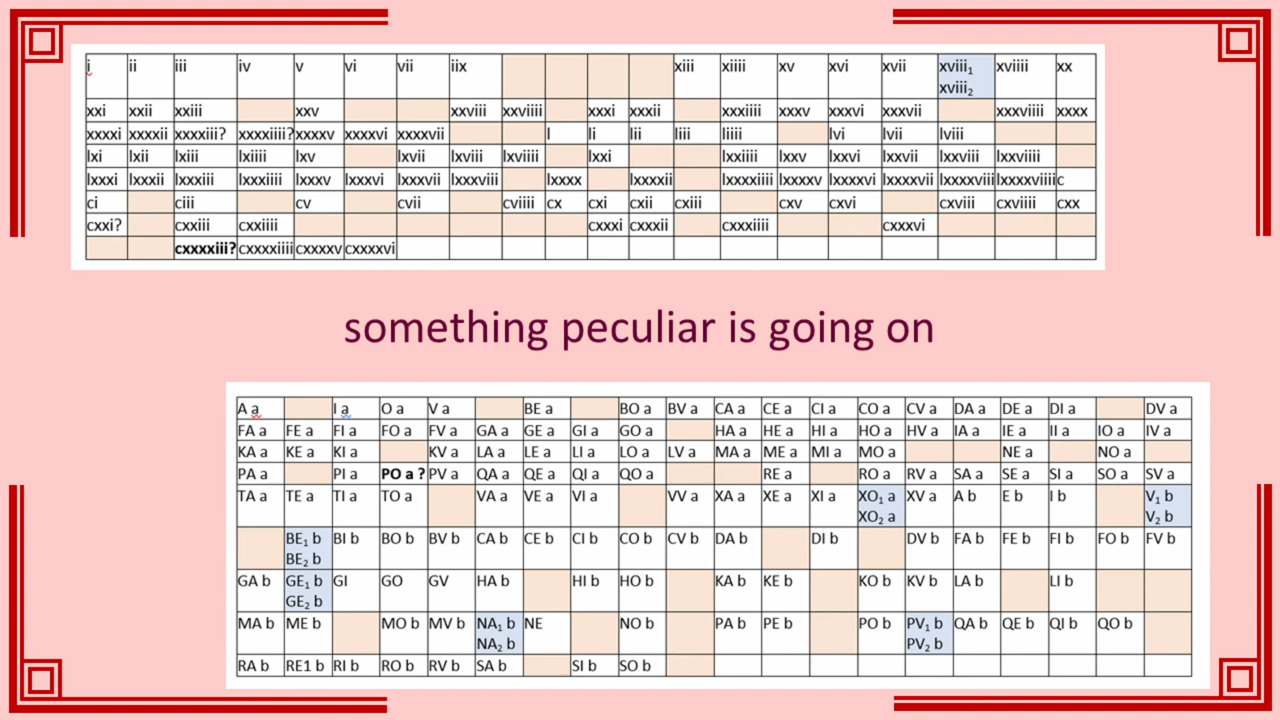 i ii iii iv v vi vii iix xiii xiiii xv xvi xvii xviii₁ xviiii xx
xviii₂
xxi xxii xxiii xxv xxviii xxviiii xxxi xxxii xxxiiii xxxv xxxvi xxxvii xxxviiii xxxx
xxxxi xxxxii xxxxiii? xxxxiiii? xxxxv xxxxvi xxxxvii l li lii liii liiii lvi lvii lviii
lxi lxii lxiii lxiiii lxv lxvii lxviii lxviiii lxxi lxxiiii lxxv lxxvi lxxvii lxxviii lxxviiii
lxxxi lxxxii lxxxiii lxxxiiii lxxxv lxxxvi lxxxvii lxxxviii lxxxx lxxxxii lxxxxiiii lxxxxv lxxxxvi lxxxxvii lxxxxviii lxxxxviiii c
ci ciii cv cvii cviiii cx cxi cxii cxiii cxv cxvi cxviii cxviiii cxx
cxxi? cxxiii cxxiiii cxxxi cxxxii cxxxiiii cxxxvi
cxxxxiii? cxxxxiiii cxxxxv cxxxxvi
something peculiar is going on
A a I a O a V a BE a BO a BV a CA a CE a CI a CO a CV a DA a DE a DI a DV a
FA a FE a FI a FO a FV a GA a GE a GI a GO a HA a HE a HI a HO a HV a IA a IE a II a IO a IV a
KA a KE a KI a KV a LA a LE a LI a LO a LV a MA a ME a MI a MO a NE a NO a
PA a PI a PO a ? PV a QA a QE a QI a QO a RE a RO a RV a SA a SE a SI a SO a SV a
TA a TE a TI a TO a VA a VE a VI a VV a XA a XE a XI a XO₁ a XV a A b E b I b V₁ b
XO₂ a V₂ b
BE₁ b BI b BO b BV b CA b CE b CI b CO b CV b DA b DI b DV b FA b FE b FI b FO b FV b
BE₂ b
GA b GE₁ b GI GO GV HA b HI b HO b KA b KE b KO b KV b LA b LI b
GE₂ b
MA b ME b MO b MV b NA₁ b NE NO b PA b PE b PO b PV₁ b QA b QE b QI b QO b
NA₂ b PV₂ b
RA b RE1 b RI b RO b RV b SA b SI b SO b